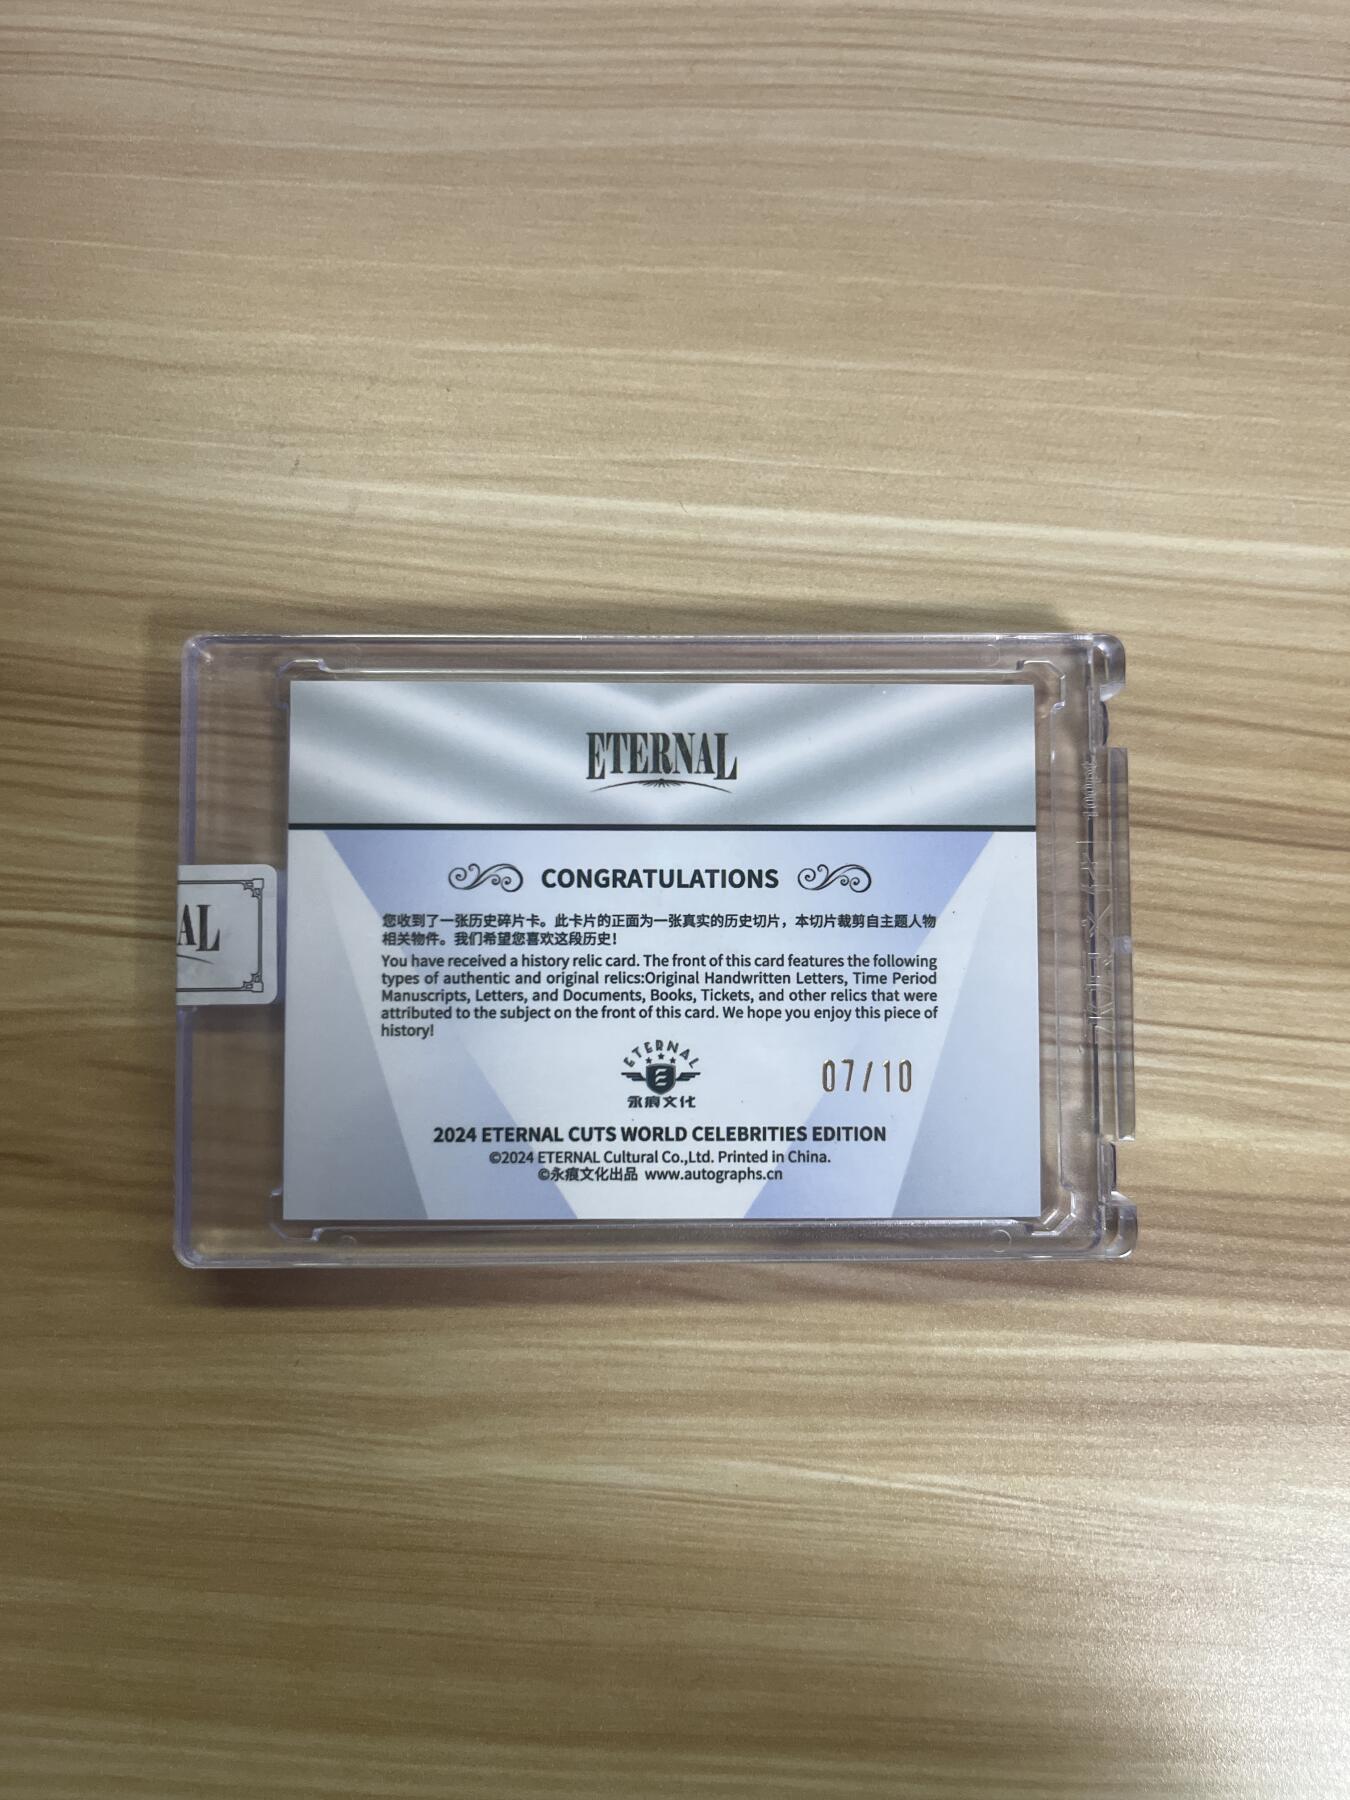 ETERNAL
CONGRATULATIONS
您收到了一张历史碎片卡。此卡片的正面为一张真实的历史切片，本切片裁剪自主题人物
相关物件。我们希望您喜欢这段历史！
You have received a history relic card. The front of this card features the following
types of authentic and original relics:Original Handwritten Letters, Time Period
Manuscripts, Letters, and Documents, Books, Tickets, and other relics that were
attributed to the subject on the front of this card. We hope you enjoy this piece of
history!
AL
ETERNAL
永痕文化
07/10
2024 ETERNAL CUTS WORLD CELEBRITIES EDITION
©2024 ETERNAL Cultural Co.,Ltd. Printed in China.
©永痕文化出品 www.autographs.cn